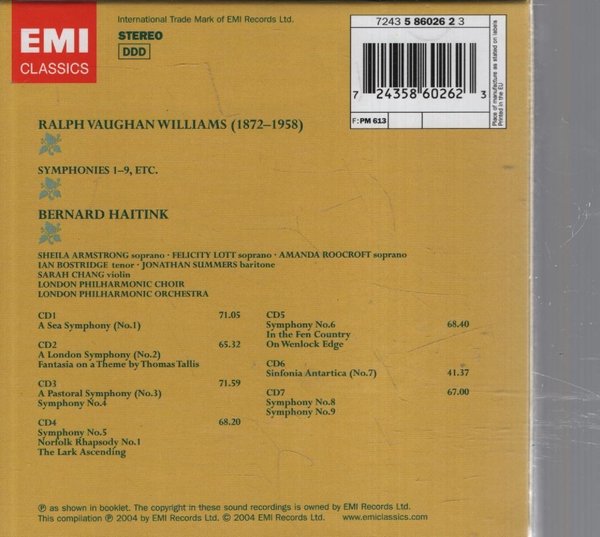 EMI
CLASSICS
International Trade Mark of EMI Records Ltd.
STEREO
DDD
7243 5 86026 2 3
7 24358 60262 3
F: PM 613
Place of manufacture as stated on labels
Printed in the EU
RALPH VAUGHAN WILLIAMS (1872–1958)
SYMPHONIES 1–9, ETC.
BERNARD HAITINK
SHEILA ARMSTRONG soprano · FELICITY LOTT soprano · AMANDA ROOCROFT soprano
IAN BOSTRIDGE tenor · JONATHAN SUMMERS baritone
SARAH CHANG violin
LONDON PHILHARMONIC CHOIR
LONDON PHILHARMONIC ORCHESTRA
CD1 71.05
A Sea Symphony (No.1)
CD2 65.32
A London Symphony (No.2)
Fantasia on a Theme by Thomas Tallis
CD3 71.59
A Pastoral Symphony (No.3)
Symphony No.4
CD4 68.20
Symphony No.5
Norfolk Rhapsody No.1
The Lark Ascending
CD5
Symphony No.6 68.40
In the Fen Country
On Wenlock Edge
CD6
Sinfonia Antartica (No.7) 41.37
CD7 67.00
Symphony No.8
Symphony No.9
℗ as shown in booklet. The copyright in these sound recordings is owned by EMI Records Ltd.
This compilation ℗ 2004 by EMI Records Ltd. © 2004 EMI Records Ltd. www.emiclassics.com